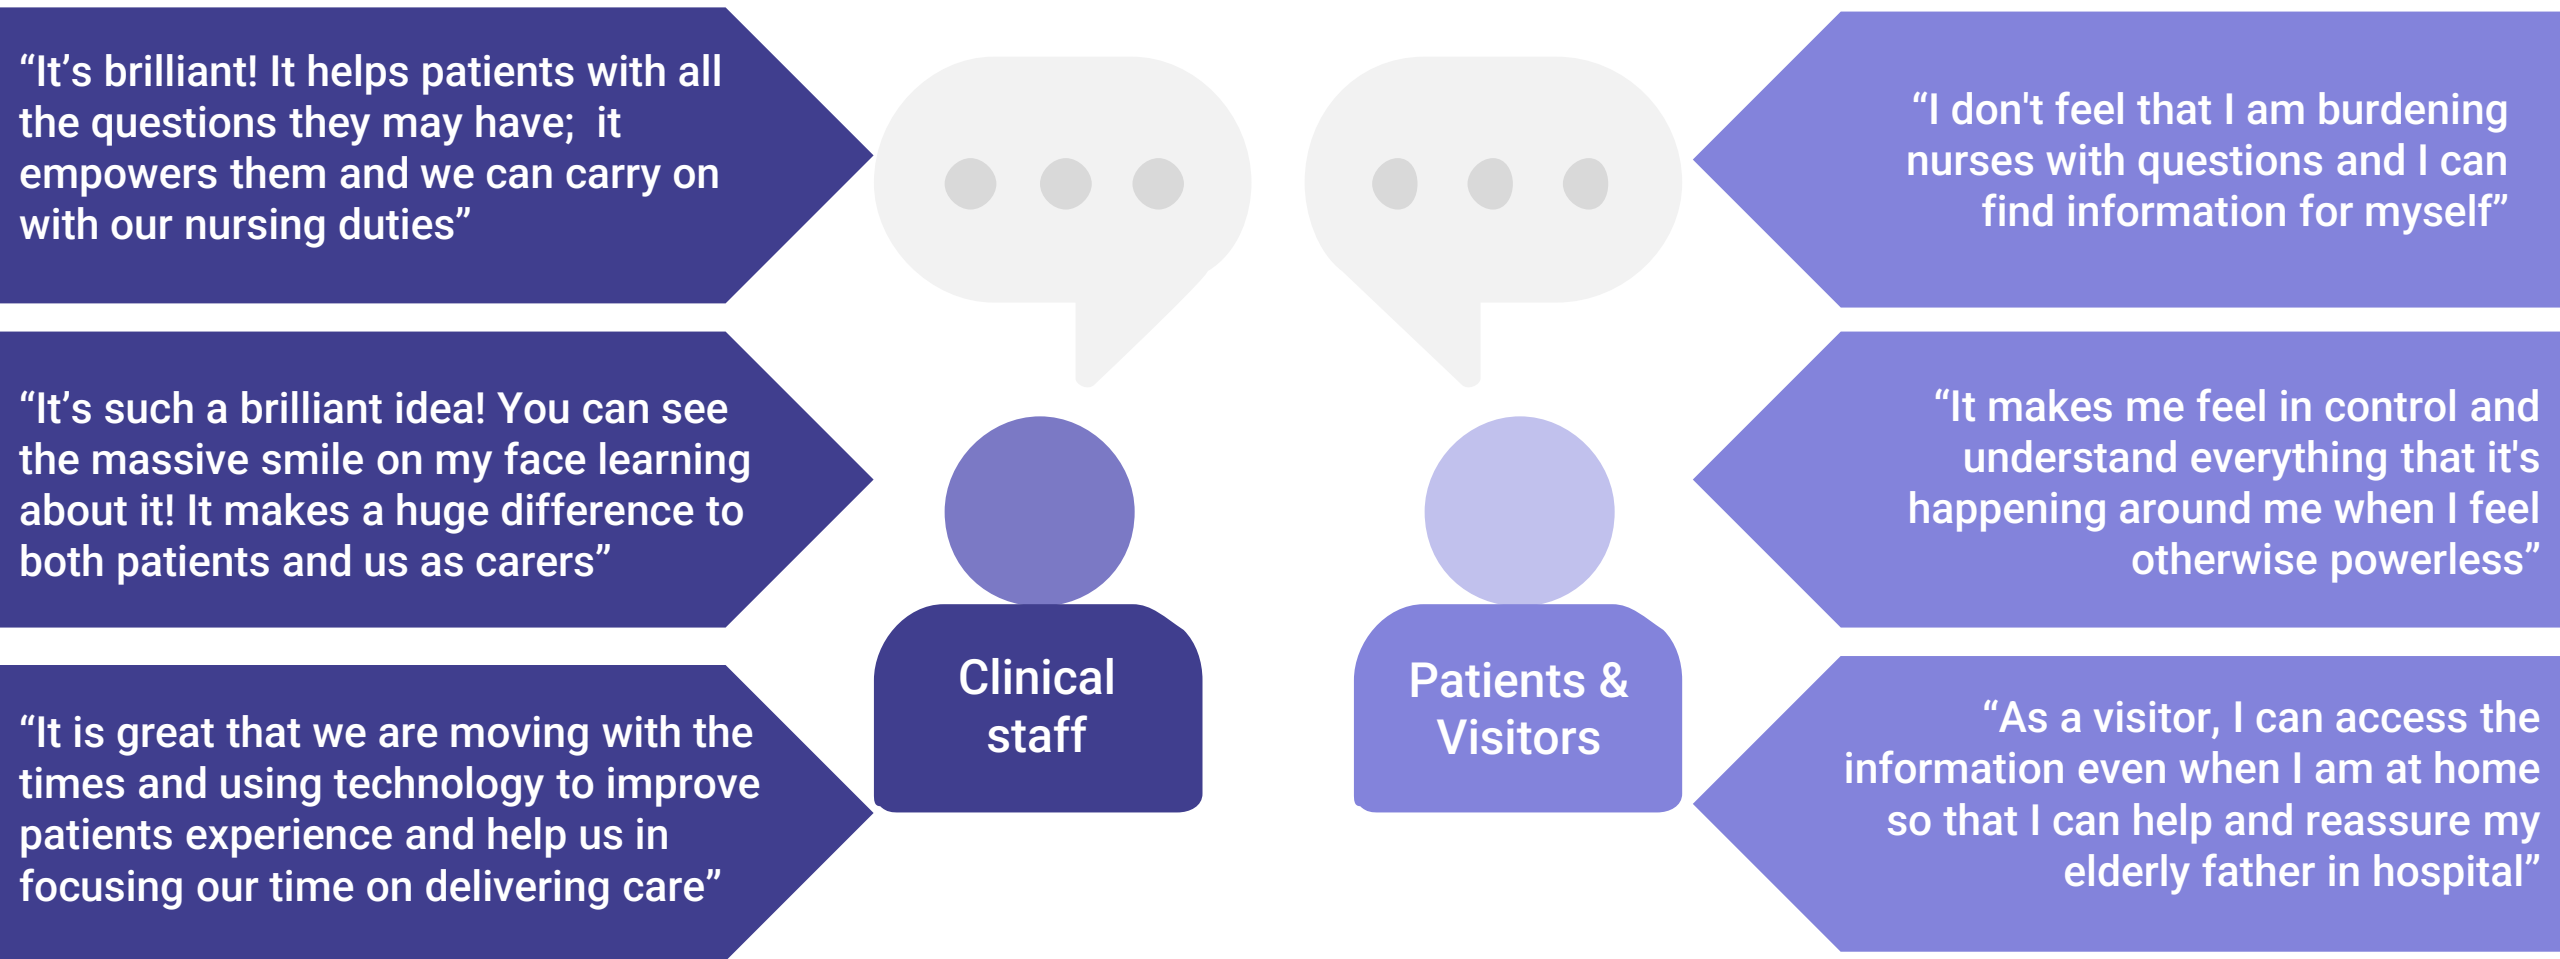 “It’s brilliant! It helps patients with all
the questions they may have;  it
empowers them and we can carry on
with our nursing duties”
“It’s such a brilliant idea! You can see
the massive smile on my face learning
about it! It makes a huge difference to
both patients and us as carers”
“It is great that we are moving with the
times and using technology to improve
patients experience and help us in
focusing our time on delivering care”
Clinical
staff
Patients &
Visitors
“I don't feel that I am burdening
nurses with questions and I can
find information for myself”
“It makes me feel in control and
understand everything that it's
happening around me when I feel
otherwise powerless”
“As a visitor, I can access the
information even when I am at home
so that I can help and reassure my
elderly father in hospital”